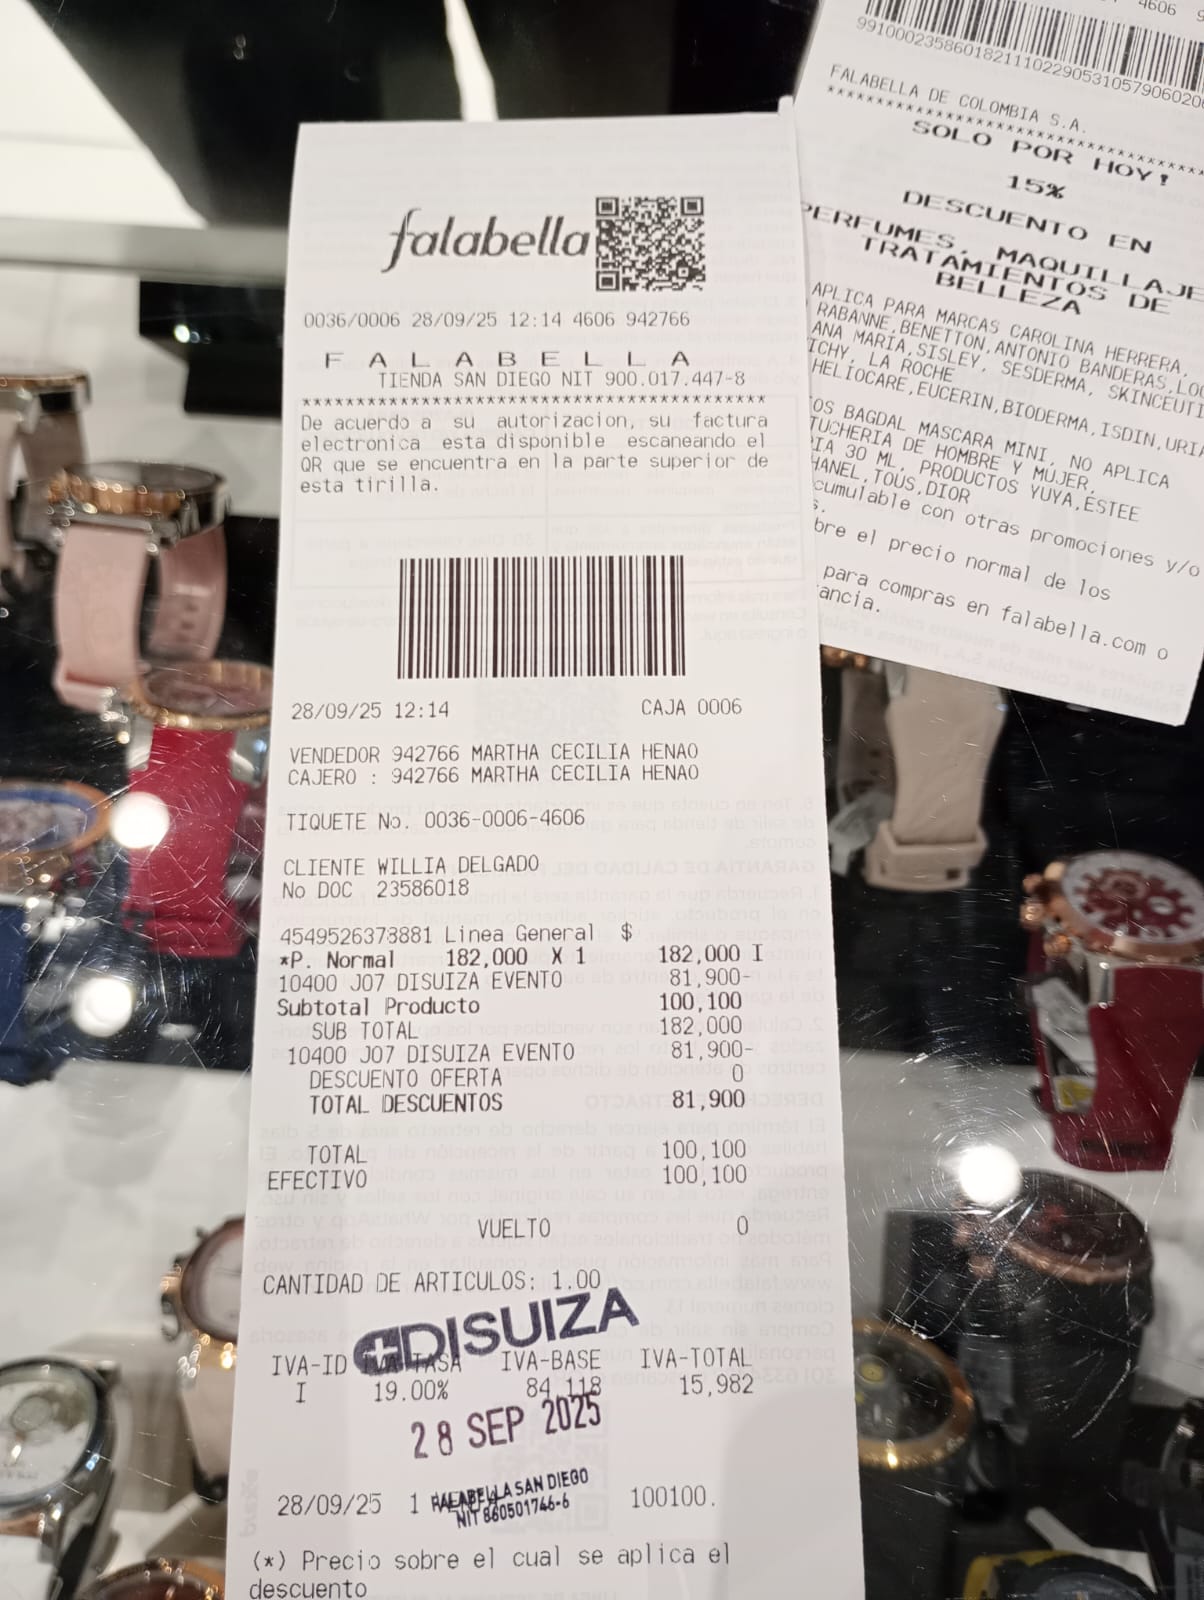 falabella
0036/0006 28/09/25 12:14 4606 942766
F A L A B E L L A
TIENDA SAN DIEGO NIT 900.017.447-8
******************************************
De acuerdo a su autorizacion, su factura
electronica esta disponible escaneando el
QR que se encuentra en la parte superior de
esta tirilla.
28/09/25 12:14 CAJA 0006
VENDEDOR 942766 MARTHA CECILIA HENAO
CAJERO : 942766 MARTHA CECILIA HENAO
TIQUETE No. 0036-0006-4606
CLIENTE WILLIA DELGADO
No DOC 23586018
4549526378881 Linea General $
*P. Normal 182,000 X 1 182,000 I
10400 J07 DISUIZA EVENTO 81,900-
Subtotal Producto 100,100
SUB TOTAL 182,000
10400 J07 DISUIZA EVENTO 81,900-
DESCUENTO OFERTA 0
TOTAL DESCUENTOS 81,900
TOTAL 100,100
EFECTIVO 100,100
VUELTO 0
CANTIDAD DE ARTICULOS: 1.00
DISUIZA
IVA-ID IVA TASA IVA-BASE IVA-TOTAL
I 19.00% 84,118 15,982
28 SEP 2025
28/09/25 1 100100.
FALABELLA SAN DIEGO
NIT 860501746-6
(*) Precio sobre el cual se aplica el
descuento
4606
FALABELLA DE COLOMBIA S.A.
SOLO POR HOY!
15%
DESCUENTO EN
PERFUMES, MAQUILLAJE
TRATAMIENTOS DE
BELLEZA
APLICA PARA MARCAS CAROLINA HERRERA,
RABANNE,BENETTON,ANTONIO BANDERAS,
ANA MARIA,SISLEY, SESDERMA,
LA ROCHE
HELIOCARE,EUCERIN,BIODERMA,ISDIN,
BAGDAL MASCARA MINI, NO APLICA
DE HOMBRE Y MUJER,
30 ML, PRODUCTOS YUYA,ESTEE
TOUS,DIOR
con otras promociones y/o
el precio normal de los
para compras en falabella.com o